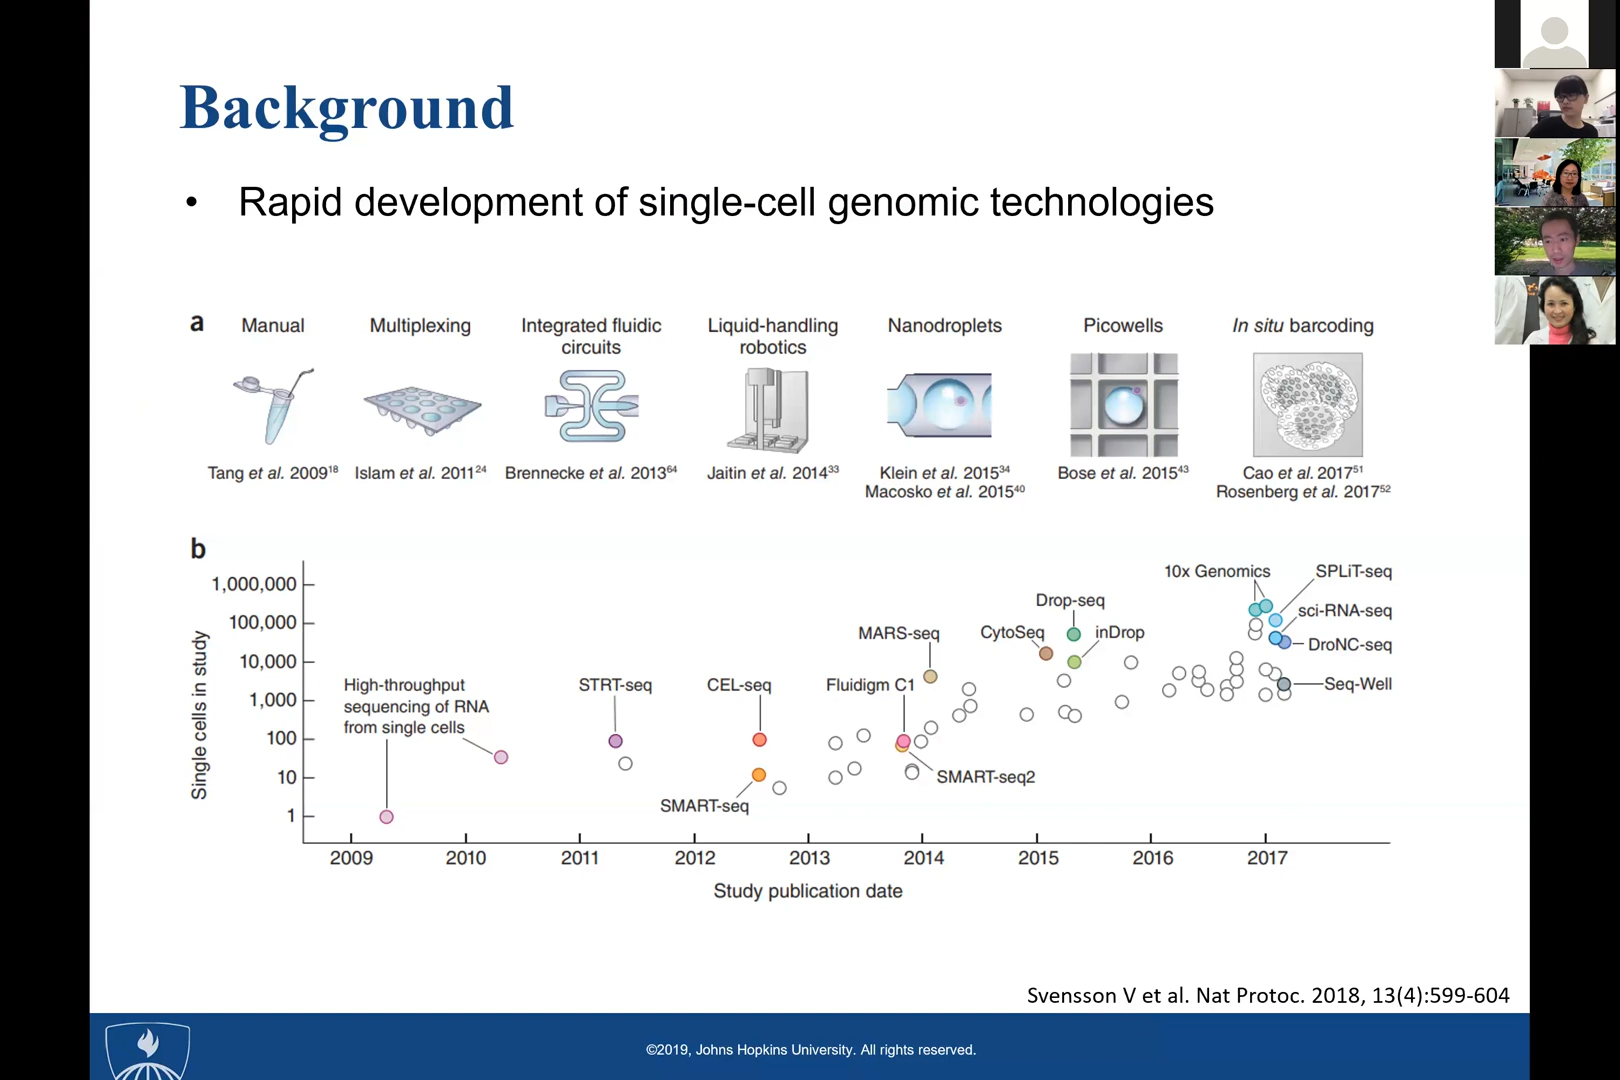 Background
• Rapid development of single-cell genomic technologies
a
Manual
Multiplexing
Integrated fluidic
circuits
Liquid-handling
robotics
Nanodroplets
Picowells
In situ barcoding
Tang et al. 2009¹⁸
Islam et al. 2011²⁴
Brennecke et al. 2013⁶⁴
Jaitin et al. 2014³³
Klein et al. 2015³⁴
Macosko et al. 2015⁴⁰
Bose et al. 2015⁴³
Cao et al. 2017⁵¹
Rosenberg et al. 2017⁵²
b
Single cells in study
1,000,000
100,000
10,000
1,000
100
10
1
High-throughput
sequencing of RNA
from single cells
STRT-seq
CEL-seq
SMART-seq
Fluidigm C1
SMART-seq2
MARS-seq
CytoSeq
Drop-seq
inDrop
10x Genomics
SPLiT-seq
sci-RNA-seq
DroNC-seq
Seq-Well
2009
2010
2011
2012
2013
2014
2015
2016
2017
Study publication date
Svensson V et al. Nat Protoc. 2018, 13(4):599-604
©2019, Johns Hopkins University. All rights reserved.